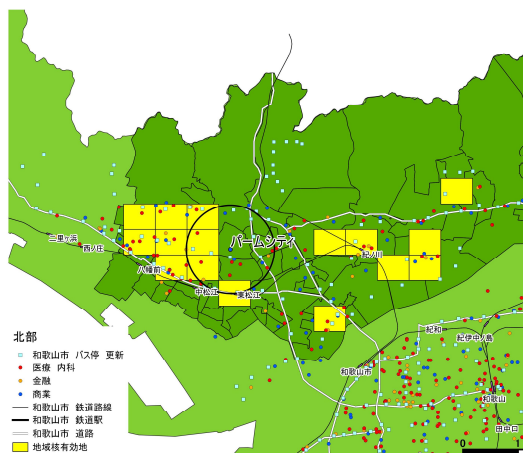 パームシティ
二里ヶ浜
西ノ庄
八幡前
中松江
東松江
紀ノ川
紀和
紀伊中ノ島
和歌山市
和歌山
田中口
北部
和歌山市 バス停 更新
医療 内科
金融
商業
和歌山市 鉄道路線
和歌山市 鉄道駅
和歌山市 道路
地域核有効地
0 1